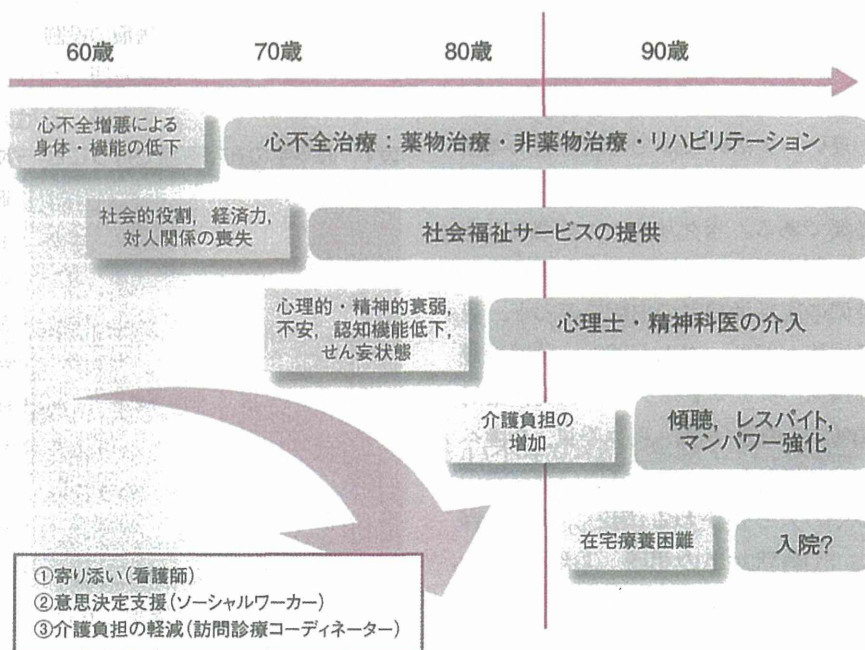 60歳 70歳 80歳 90歳
心不全増悪による
身体・機能の低下
心不全治療：薬物治療・非薬物治療・リハビリテーション
社会的役割，経済力，
対人関係の喪失
社会福祉サービスの提供
心理的・精神的衰弱，
不安，認知機能低下，
せん妄状態
心理士・精神科医の介入
介護負担の
増加
傾聴，レスパイト，
マンパワー強化
在宅療養困難
入院?
①寄り添い(看護師)
②意思決定支援(ソーシャルワーカー)
③介護負担の軽減(訪問診療コーディネーター)